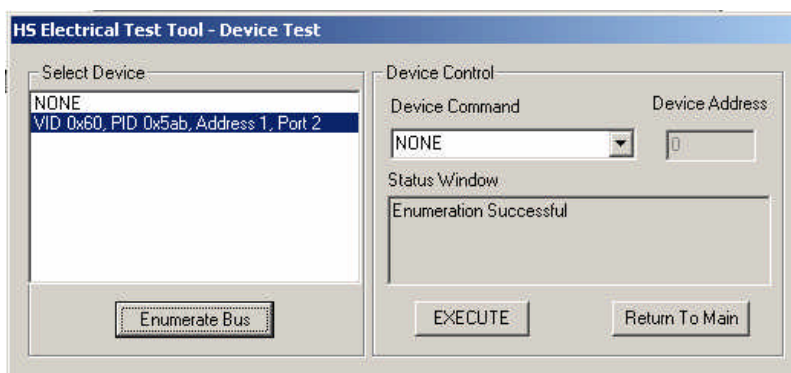 HS Electrical Test Tool - Device Test
Select Device
NONE
VID 0x60, PID 0x5ab, Address 1, Port 2
Enumerate Bus
Device Control
Device Command
Device Address
NONE
0
Status Window
Enumeration Successful
EXECUTE
Return To Main